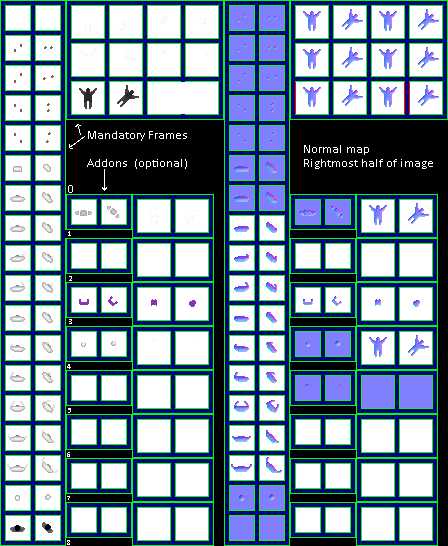 Mandatory Frames
Normal map
Rightmost half of image
Addons (optional)
0
1
2
3
4
5
6
7
8